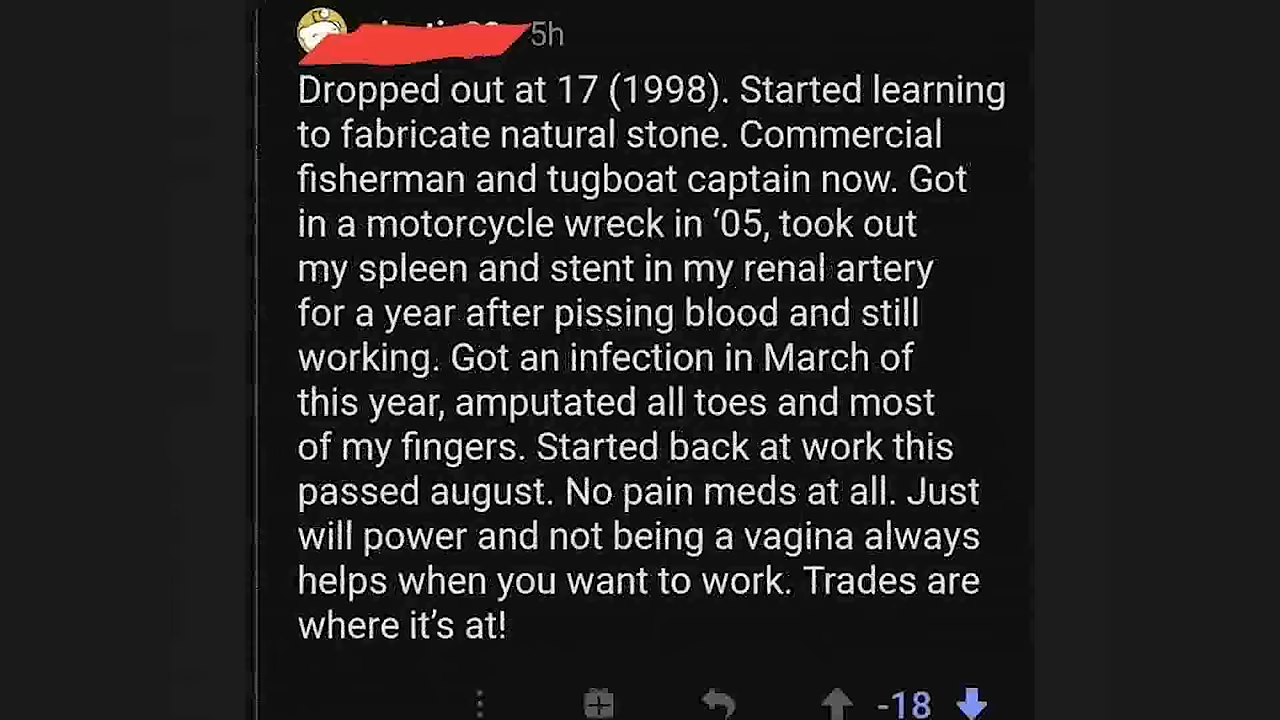 5h
Dropped out at 17 (1998). Started learning
to fabricate natural stone. Commercial
fisherman and tugboat captain now. Got
in a motorcycle wreck in ‘05, took out
my spleen and stent in my renal artery
for a year after pissing blood and still
working. Got an infection in March of
this year, amputated all toes and most
of my fingers. Started back at work this
passed august. No pain meds at all. Just
will power and not being a vagina always
helps when you want to work. Trades are
where it’s at!
-18